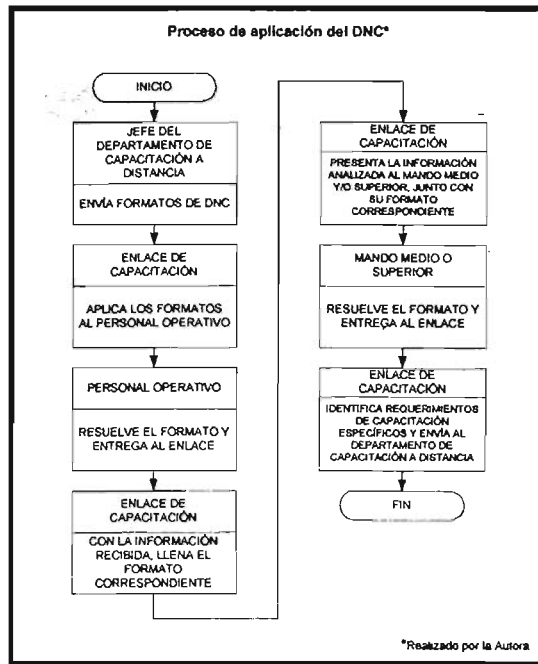 Proceso de aplicación del DNC*
INICIO
JEFE DEL
DEPARTAMENTO DE
CAPACITACIÓN A
DISTANCIA
ENVÍA FORMATOS DE DNC
ENLACE DE
CAPACITACIÓN
APLICA LOS FORMATOS
AL PERSONAL OPERATIVO
PERSONAL OPERATIVO
RESUELVE EL FORMATO Y
ENTREGA AL ENLACE
ENLACE DE
CAPACITACIÓN
CON LA INFORMACIÓN
RECIBIDA, LLENA EL
FORMATO
CORRESPONDIENTE
ENLACE DE
CAPACITACIÓN
PRESENTA LA INFORMACIÓN
ANALIZADA AL MANDO MEDIO
Y/O SUPERIOR, JUNTO CON
SU FORMATO
CORRESPONDIENTE
MANDO MEDIO O
SUPERIOR
RESUELVE EL FORMATO Y
ENTREGA AL ENLACE
ENLACE DE
CAPACITACIÓN
IDENTIFICA REQUERIMIENTOS
DE CAPACITACIÓN
ESPECÍFICOS Y ENVÍA AL
DEPARTAMENTO DE
CAPACITACIÓN A DISTANCIA
FIN
*Realizado por la Autora